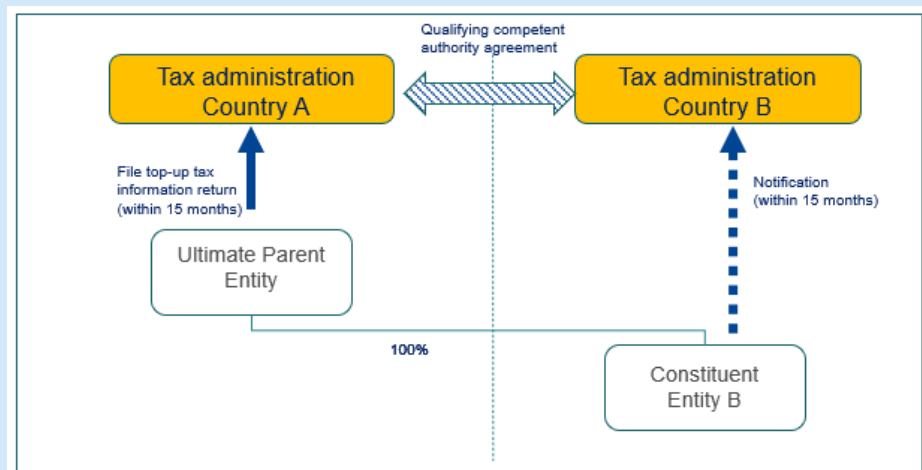 Qualifying competent
authority agreement
Tax administration
Country A
Tax administration
Country B
File top-up tax
information return
(within 15 months)
Notification
(within 15 months)
Ultimate Parent
Entity
100%
Constituent
Entity B